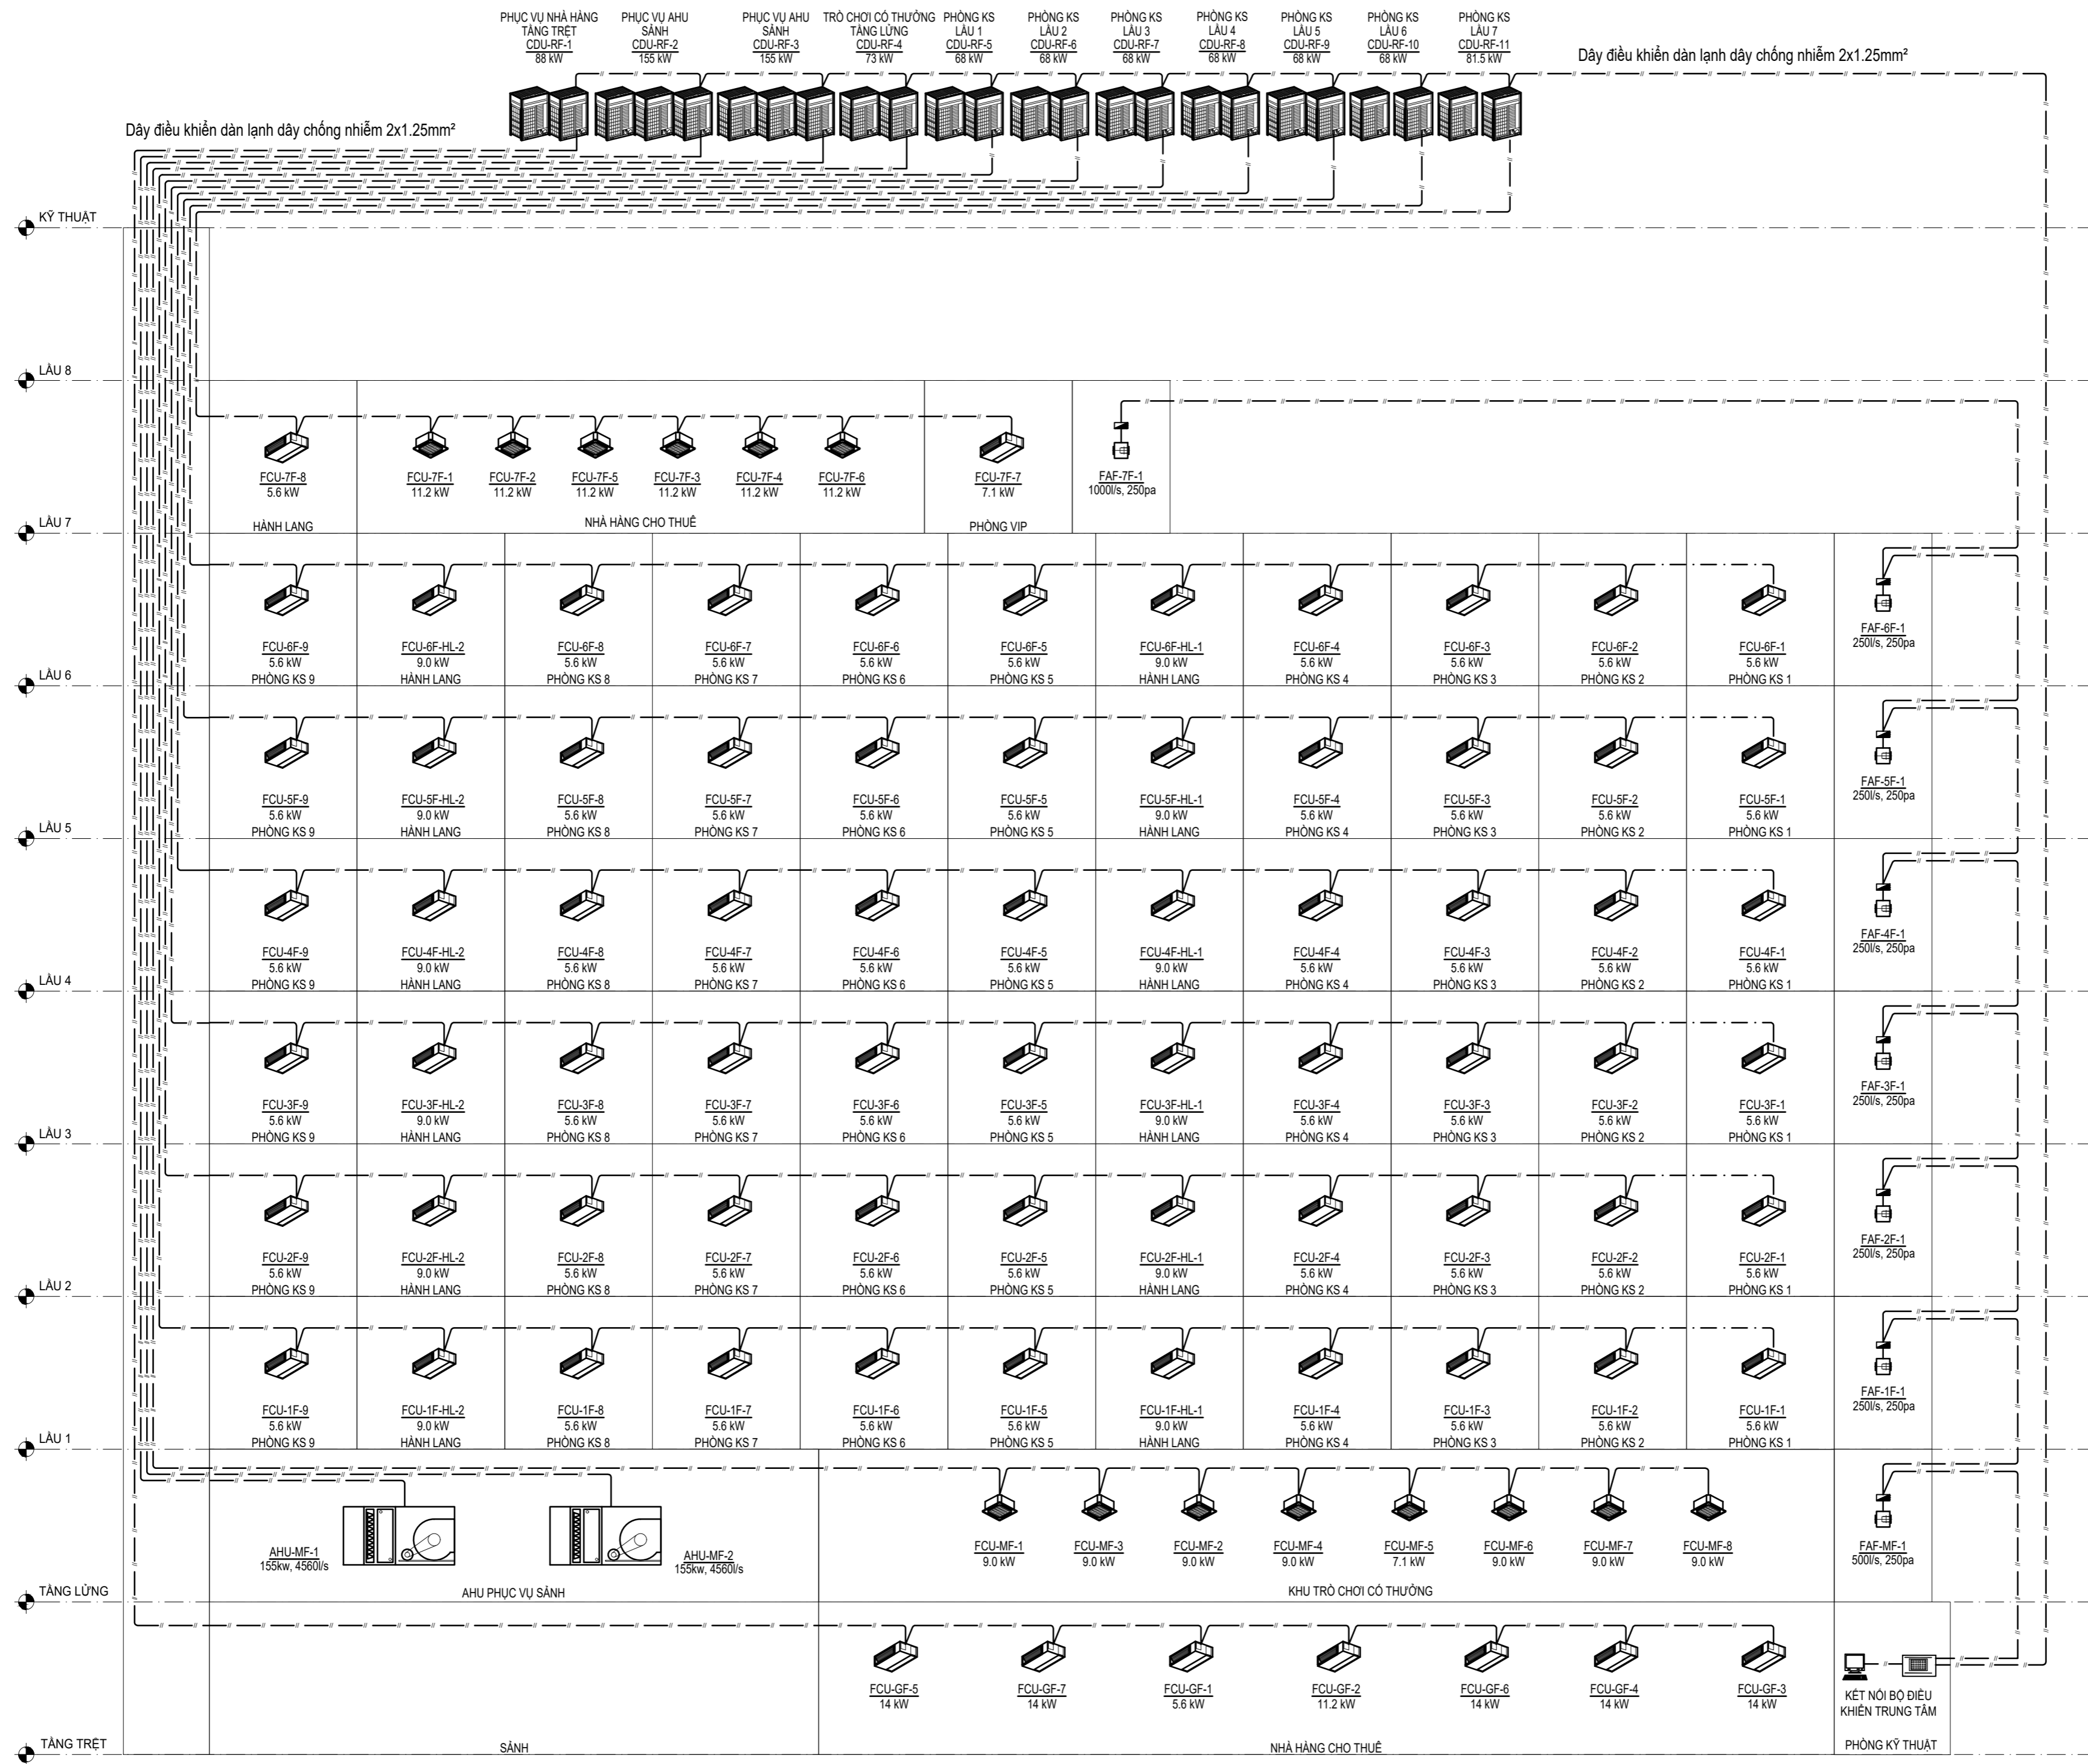 PHỤC VỤ NHÀ HÀNG
TẦNG TRỆT
CDU-RF-1
88 kW
PHỤC VỤ AHU
SẢNH
CDU-RF-2
155 kW
PHỤC VỤ AHU
SẢNH
CDU-RF-3
155 kW
TRÒ CHƠI CÓ THƯỞNG
TẦNG LỬNG
CDU-RF-4
73 kW
PHÒNG KS
LẦU 1
CDU-RF-5
68 kW
PHÒNG KS
LẦU 2
CDU-RF-6
68 kW
PHÒNG KS
LẦU 3
CDU-RF-7
68 kW
PHÒNG KS
LẦU 4
CDU-RF-8
68 kW
PHÒNG KS
LẦU 5
CDU-RF-9
68 kW
PHÒNG KS
LẦU 6
CDU-RF-10
68 kW
PHÒNG KS
LẦU 7
CDU-RF-11
81.5 kW
Dây điều khiển dàn lạnh dây chống nhiễm 2x1.25mm²
Dây điều khiển dàn lạnh dây chống nhiễm 2x1.25mm²
KỸ THUẬT
LẦU 8
FCU-7F-8
5.6 kW
FCU-7F-1
11.2 kW
FCU-7F-2
11.2 kW
FCU-7F-5
11.2 kW
FCU-7F-3
11.2 kW
FCU-7F-4
11.2 kW
FCU-7F-6
11.2 kW
FCU-7F-7
7.1 kW
FAF-7F-1
1000l/s, 250pa
LẦU 7
HÀNH LANG
NHÀ HÀNG CHO THUÊ
PHÒNG VIP
FCU-6F-9
5.6 kW
PHÒNG KS 9
FCU-6F-HL-2
9.0 kW
HÀNH LANG
FCU-6F-8
5.6 kW
PHÒNG KS 8
FCU-6F-7
5.6 kW
PHÒNG KS 7
FCU-6F-6
5.6 kW
PHÒNG KS 6
FCU-6F-5
5.6 kW
PHÒNG KS 5
FCU-6F-HL-1
9.0 kW
HÀNH LANG
FCU-6F-4
5.6 kW
PHÒNG KS 4
FCU-6F-3
5.6 kW
PHÒNG KS 3
FCU-6F-2
5.6 kW
PHÒNG KS 2
FCU-6F-1
5.6 kW
PHÒNG KS 1
FAF-6F-1
250l/s, 250pa
LẦU 6
FCU-5F-9
5.6 kW
PHÒNG KS 9
FCU-5F-HL-2
9.0 kW
HÀNH LANG
FCU-5F-8
5.6 kW
PHÒNG KS 8
FCU-5F-7
5.6 kW
PHÒNG KS 7
FCU-5F-6
5.6 kW
PHÒNG KS 6
FCU-5F-5
5.6 kW
PHÒNG KS 5
FCU-5F-HL-1
9.0 kW
HÀNH LANG
FCU-5F-4
5.6 kW
PHÒNG KS 4
FCU-5F-3
5.6 kW
PHÒNG KS 3
FCU-5F-2
5.6 kW
PHÒNG KS 2
FCU-5F-1
5.6 kW
PHÒNG KS 1
FAF-5F-1
250l/s, 250pa
LẦU 5
FCU-4F-9
5.6 kW
PHÒNG KS 9
FCU-4F-HL-2
9.0 kW
HÀNH LANG
FCU-4F-8
5.6 kW
PHÒNG KS 8
FCU-4F-7
5.6 kW
PHÒNG KS 7
FCU-4F-6
5.6 kW
PHÒNG KS 6
FCU-4F-5
5.6 kW
PHÒNG KS 5
FCU-4F-HL-1
9.0 kW
HÀNH LANG
FCU-4F-4
5.6 kW
PHÒNG KS 4
FCU-4F-3
5.6 kW
PHÒNG KS 3
FCU-4F-2
5.6 kW
PHÒNG KS 2
FCU-4F-1
5.6 kW
PHÒNG KS 1
FAF-4F-1
250l/s, 250pa
LẦU 4
FCU-3F-9
5.6 kW
PHÒNG KS 9
FCU-3F-HL-2
9.0 kW
HÀNH LANG
FCU-3F-8
5.6 kW
PHÒNG KS 8
FCU-3F-7
5.6 kW
PHÒNG KS 7
FCU-3F-6
5.6 kW
PHÒNG KS 6
FCU-3F-5
5.6 kW
PHÒNG KS 5
FCU-3F-HL-1
9.0 kW
HÀNH LANG
FCU-3F-4
5.6 kW
PHÒNG KS 4
FCU-3F-3
5.6 kW
PHÒNG KS 3
FCU-3F-2
5.6 kW
PHÒNG KS 2
FCU-3F-1
5.6 kW
PHÒNG KS 1
FAF-3F-1
250l/s, 250pa
LẦU 3
FCU-2F-9
5.6 kW
PHÒNG KS 9
FCU-2F-HL-2
9.0 kW
HÀNH LANG
FCU-2F-8
5.6 kW
PHÒNG KS 8
FCU-2F-7
5.6 kW
PHÒNG KS 7
FCU-2F-6
5.6 kW
PHÒNG KS 6
FCU-2F-5
5.6 kW
PHÒNG KS 5
FCU-2F-HL-1
9.0 kW
HÀNH LANG
FCU-2F-4
5.6 kW
PHÒNG KS 4
FCU-2F-3
5.6 kW
PHÒNG KS 3
FCU-2F-2
5.6 kW
PHÒNG KS 2
FCU-2F-1
5.6 kW
PHÒNG KS 1
FAF-2F-1
250l/s, 250pa
LẦU 2
FCU-1F-9
5.6 kW
PHÒNG KS 9
FCU-1F-HL-2
9.0 kW
HÀNH LANG
FCU-1F-8
5.6 kW
PHÒNG KS 8
FCU-1F-7
5.6 kW
PHÒNG KS 7
FCU-1F-6
5.6 kW
PHÒNG KS 6
FCU-1F-5
5.6 kW
PHÒNG KS 5
FCU-1F-HL-1
9.0 kW
HÀNH LANG
FCU-1F-4
5.6 kW
PHÒNG KS 4
FCU-1F-3
5.6 kW
PHÒNG KS 3
FCU-1F-2
5.6 kW
PHÒNG KS 2
FCU-1F-1
5.6 kW
PHÒNG KS 1
FAF-1F-1
250l/s, 250pa
LẦU 1
AHU-MF-1
155kw, 4560l/s
AHU-MF-2
155kw, 4560l/s
AHU PHỤC VỤ SẢNH
FCU-MF-1
9.0 kW
FCU-MF-3
9.0 kW
FCU-MF-2
9.0 kW
FCU-MF-4
9.0 kW
FCU-MF-5
7.1 kW
FCU-MF-6
9.0 kW
FCU-MF-7
9.0 kW
FCU-MF-8
9.0 kW
FAF-MF-1
500l/s, 250pa
KHU TRÒ CHƠI CÓ THƯỞNG
TẦNG LỬNG
FCU-GF-5
14 kW
FCU-GF-7
14 kW
FCU-GF-1
5.6 kW
FCU-GF-2
11.2 kW
FCU-GF-6
14 kW
FCU-GF-4
14 kW
FCU-GF-3
14 kW
KẾT NỐI BỘ ĐIỀU
KHIỂN TRUNG TÂM
TẦNG TRỆT
SẢNH
NHÀ HÀNG CHO THUÊ
PHÒNG KỸ THUẬT